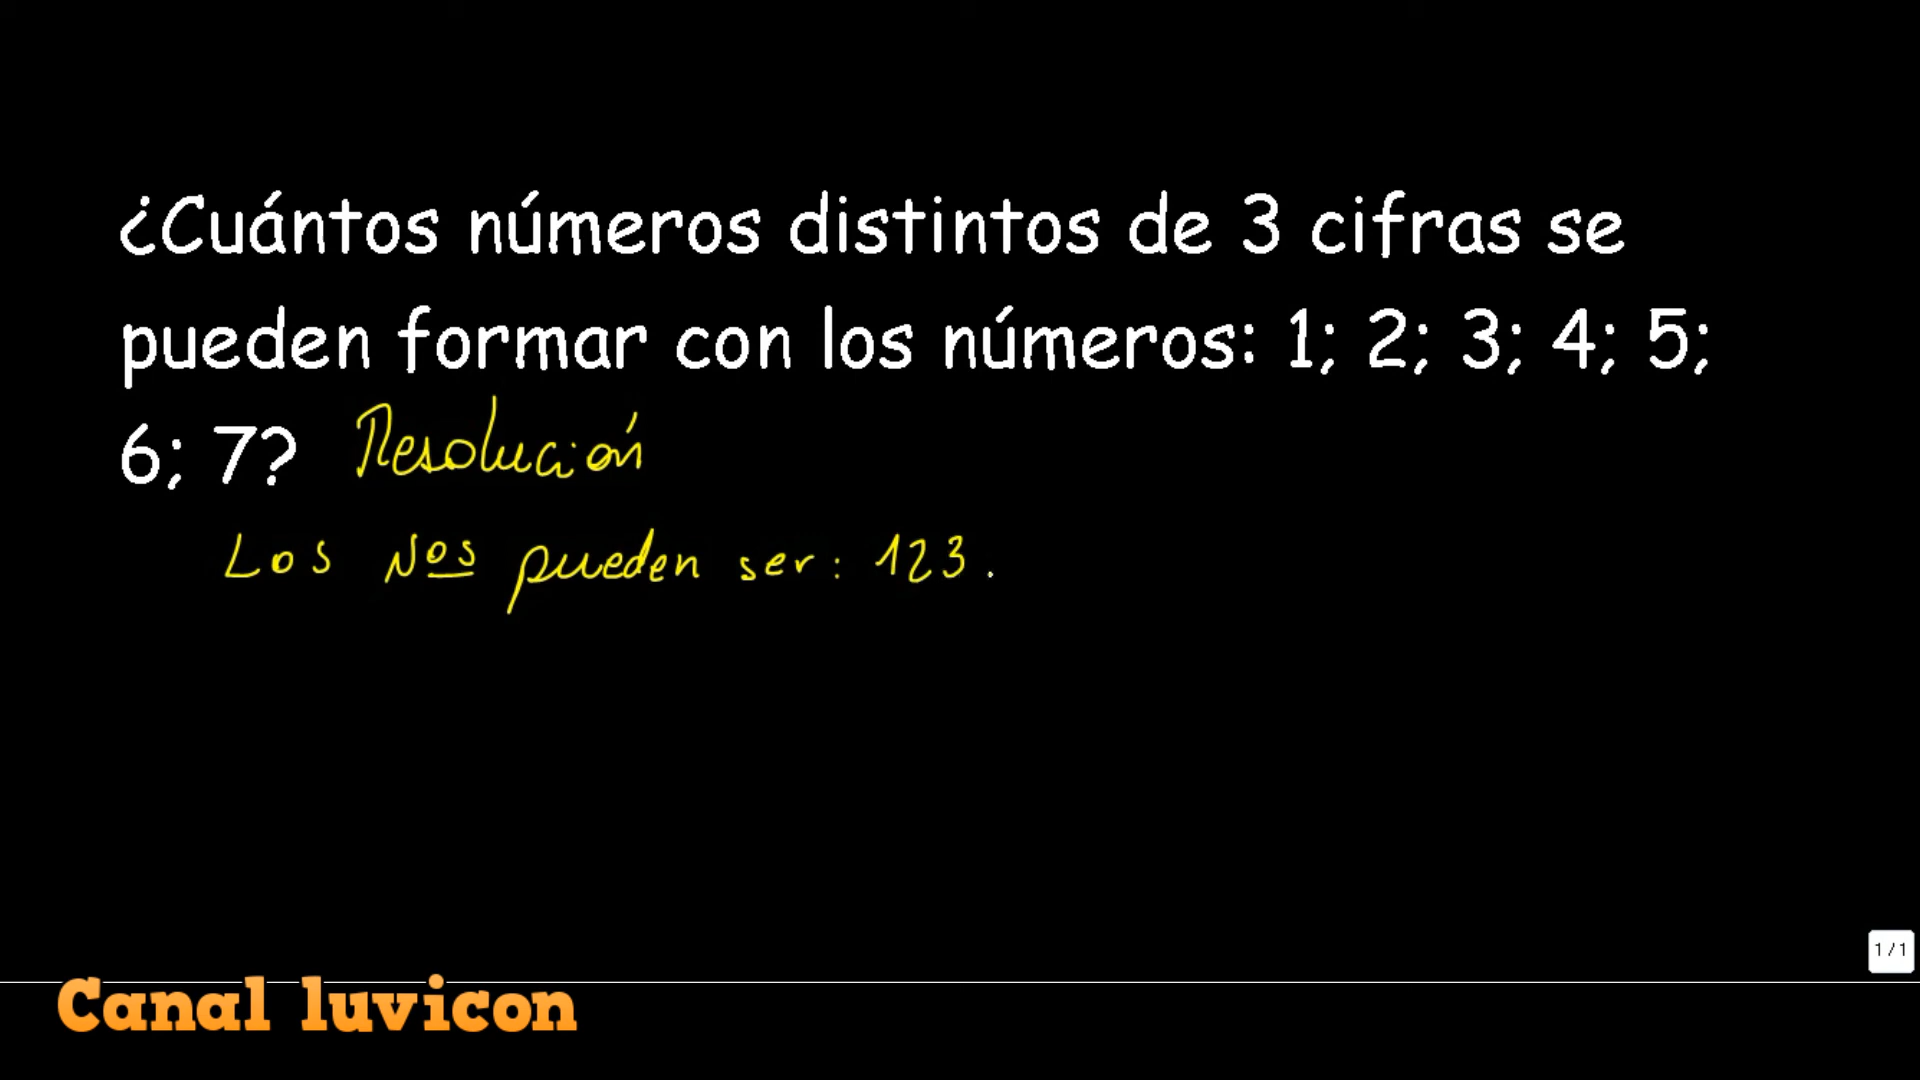 ¿Cuántos números distintos de 3 cifras se
pueden formar con los números: 1; 2; 3; 4; 5;
6; 7? Resolución
Los Nos pueden ser: 123.
1/1
Canal luvicon